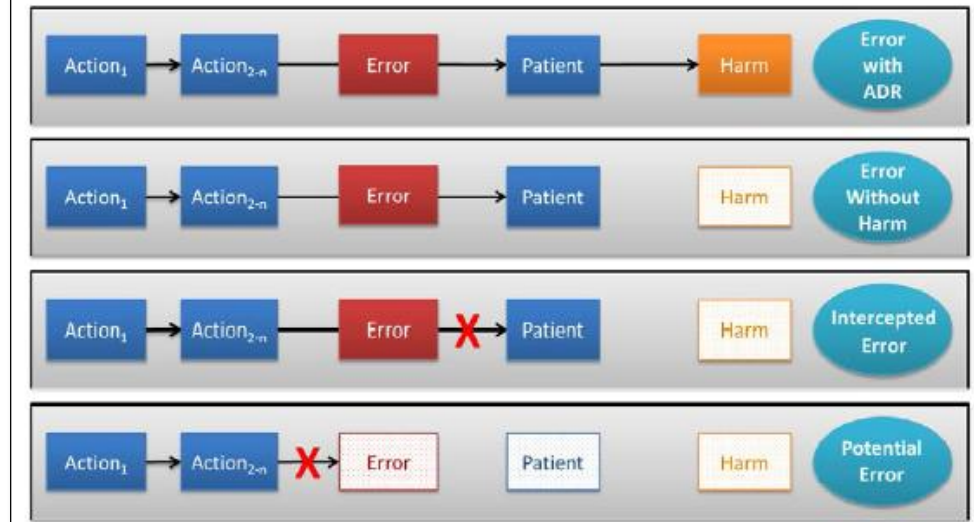 Action₁ Action₂₋ₙ Error Patient Harm Error
with
ADR
Action₁ Action₂₋ₙ Error Patient Harm Error
Without
Harm
Action₁ Action₂₋ₙ Error X Patient Harm Intercepted
Error
Action₁ Action₂₋ₙ X Error Patient Harm Potential
Error